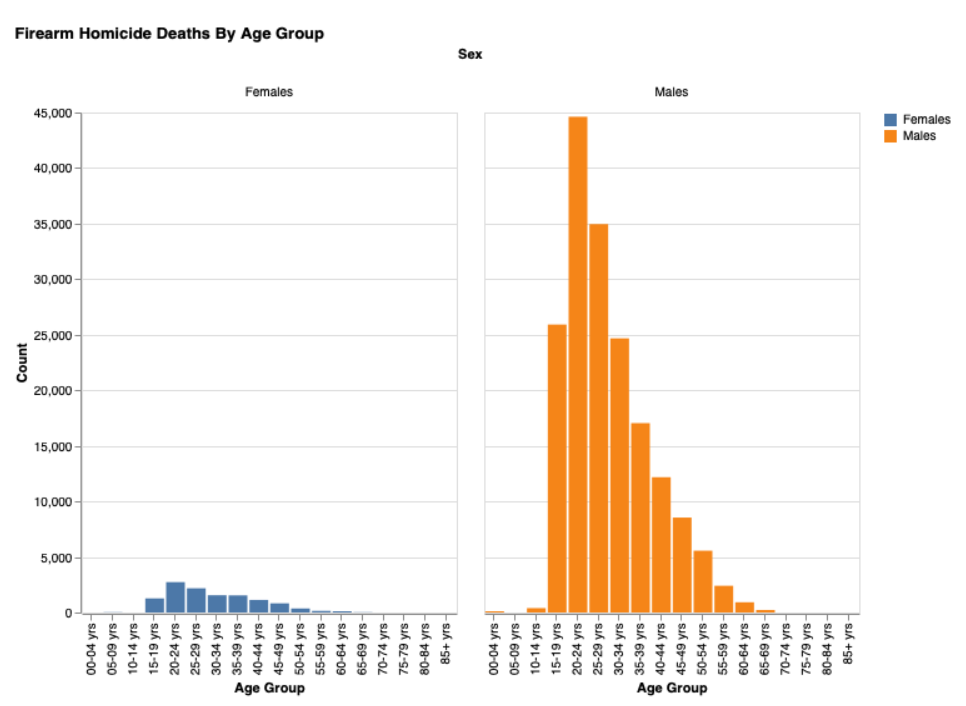 Firearm Homicide Deaths By Age Group
Sex
Females
Males
Females
Males
Count
45,000
40,000
35,000
30,000
25,000
20,000
15,000
10,000
5,000
0
00-04 yrs
05-09 yrs
10-14 yrs
15-19 yrs
20-24 yrs
25-29 yrs
30-34 yrs
35-39 yrs
40-44 yrs
45-49 yrs
50-54 yrs
55-59 yrs
60-64 yrs
65-69 yrs
70-74 yrs
75-79 yrs
80-84 yrs
85+ yrs
Age Group
00-04 yrs
05-09 yrs
10-14 yrs
15-19 yrs
20-24 yrs
25-29 yrs
30-34 yrs
35-39 yrs
40-44 yrs
45-49 yrs
50-54 yrs
55-59 yrs
60-64 yrs
65-69 yrs
70-74 yrs
75-79 yrs
80-84 yrs
85+ yrs
Age Group